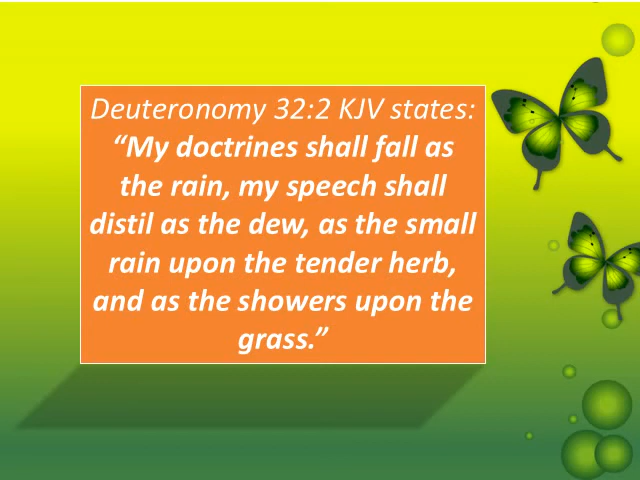 Deuteronomy 32:2 KJV states:
“My doctrines shall fall as
the rain, my speech shall
distil as the dew, as the small
rain upon the tender herb,
and as the showers upon the
grass.”